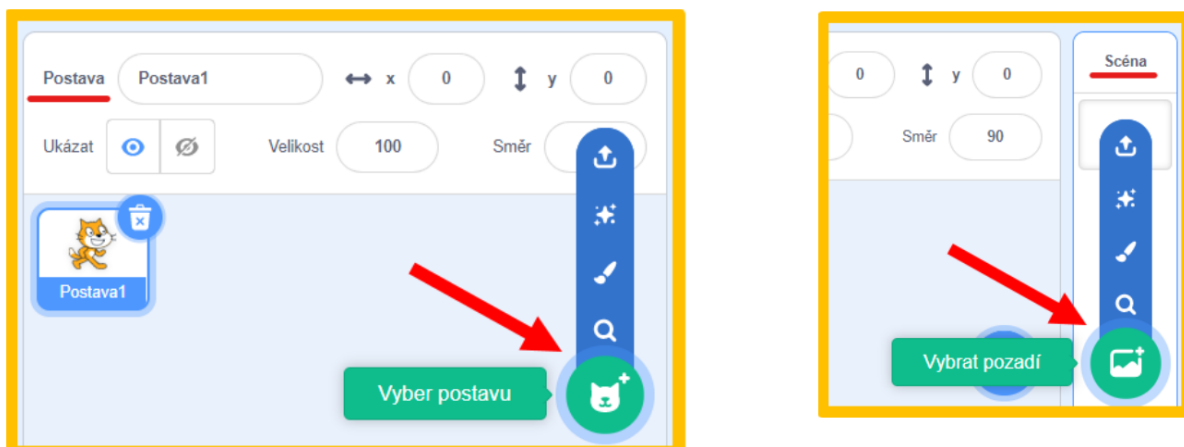 Postava Postava1 x 0 y 0
Ukázat Velikost 100 Směr
Postava1
Vyber postavu
0 y 0 Scéna
Směr 90
Vybrat pozadí